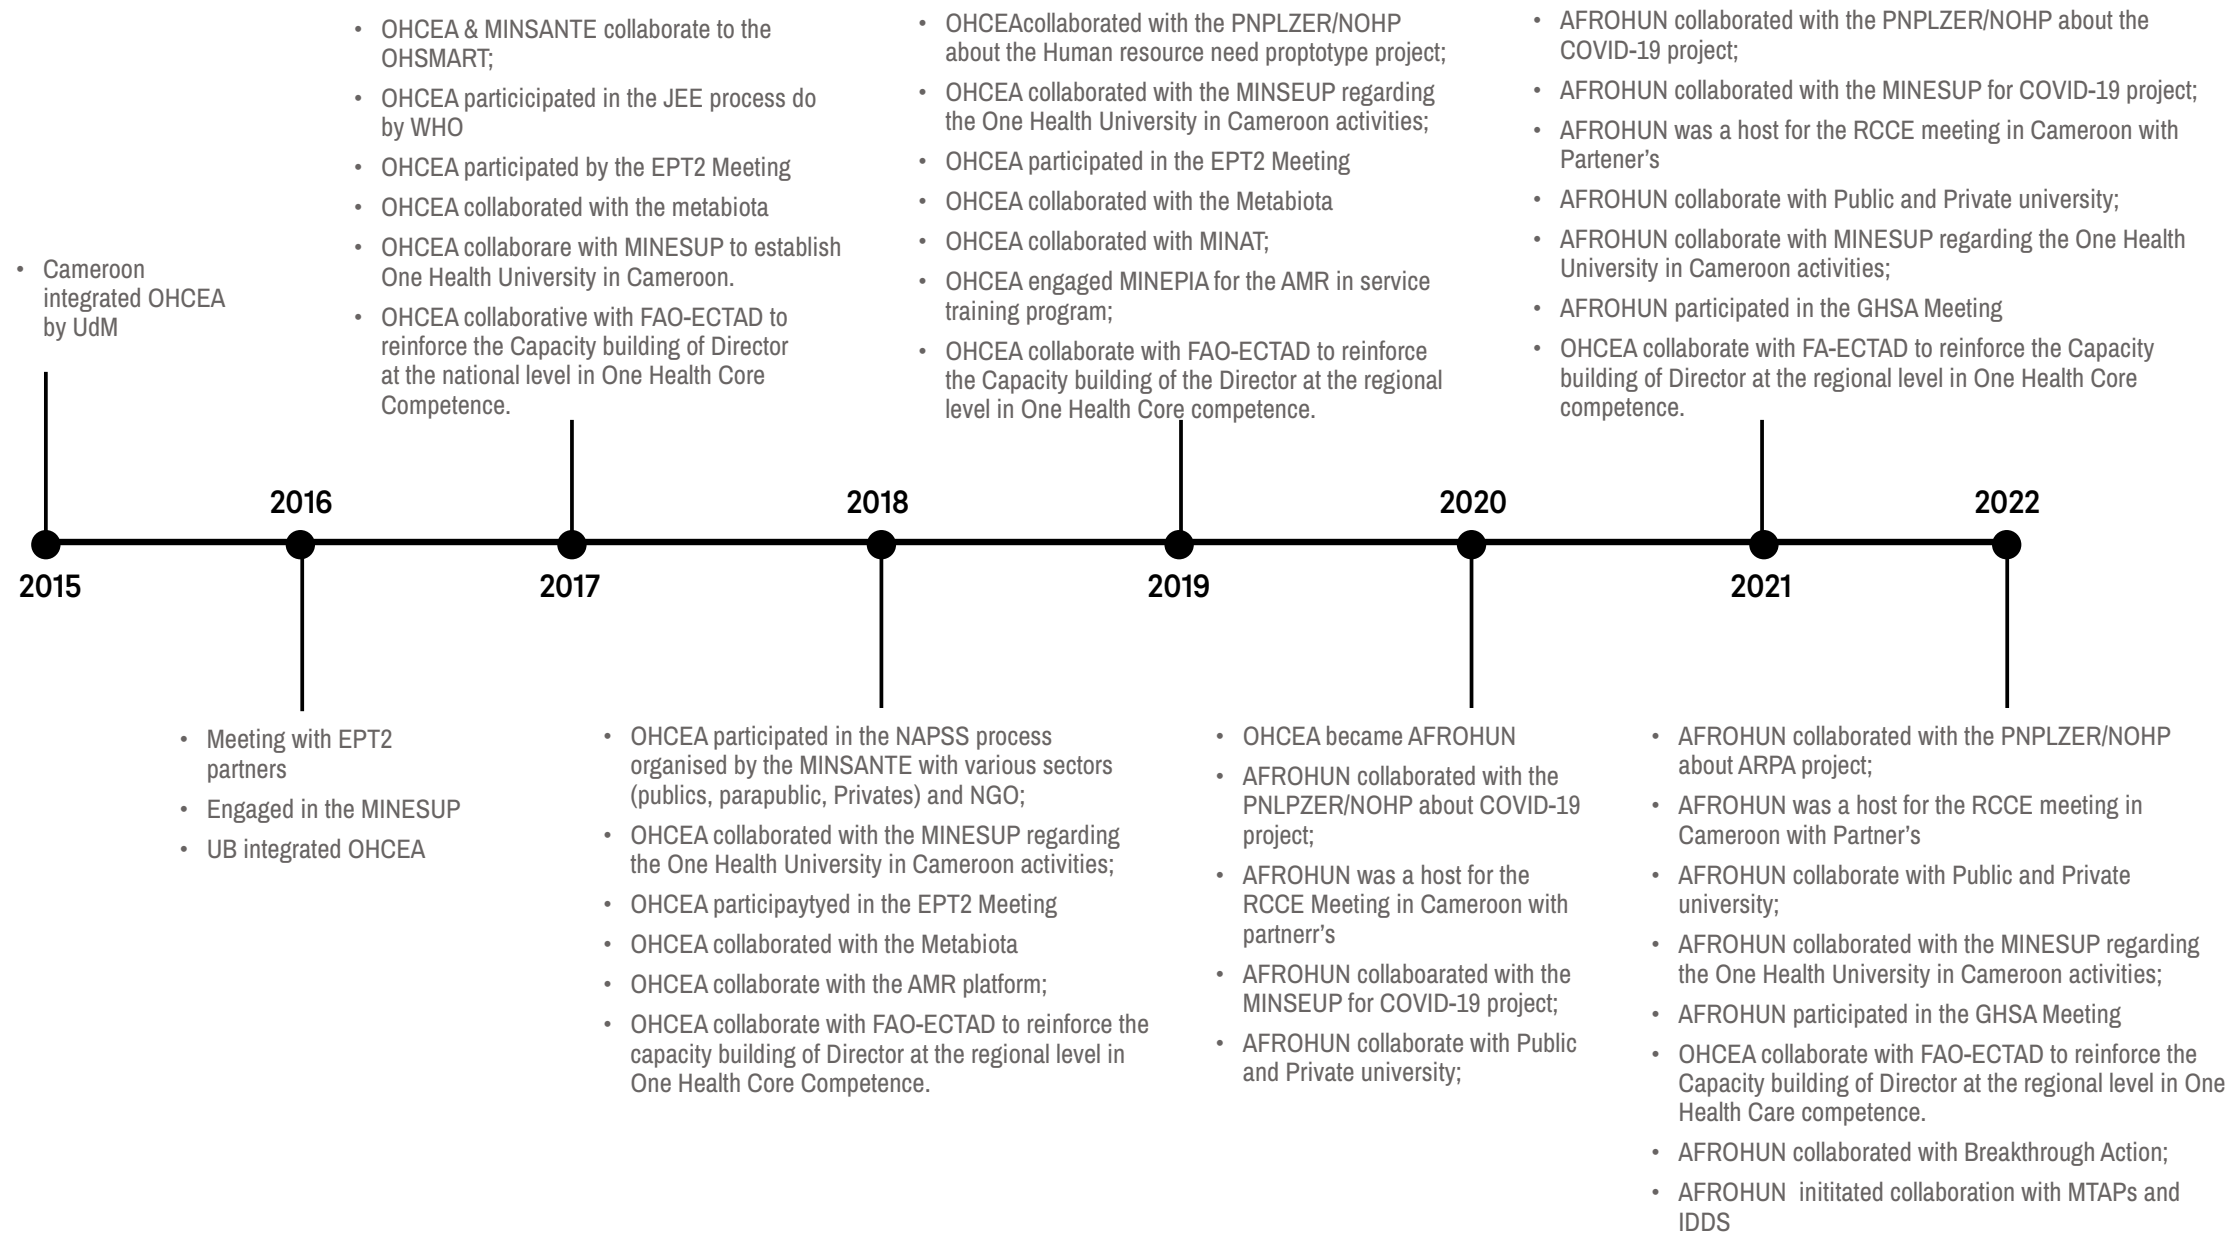 • Cameroon
integrated OHCEA
by UdM
2015
2016
• Meeting with EPT2
partners
• Engaged in the MINESUP
• UB integrated OHCEA
• OHCEA & MINSANTE collaborate to the
OHSMART;
• OHCEA particicipated in the JEE process do
by WHO
• OHCEA participated by the EPT2 Meeting
• OHCEA collaborated with the metabiota
• OHCEA collaborare with MINESUP to establish
One Health University in Cameroon.
• OHCEA collaborative with FAO-ECTAD to
reinforce the Capacity building of Director
at the national level in One Health Core
Competence.
2017
2018
• OHCEA participated in the NAPSS process
organised by the MINSANTE with various sectors
(publics, parapublic, Privates) and NGO;
• OHCEA collaborated with the MINESUP regarding
the One Health University in Cameroon activities;
• OHCEA participaytyed in the EPT2 Meeting
• OHCEA collaborated with the Metabiota
• OHCEA collaborate with the AMR platform;
• OHCEA collaborate with FAO-ECTAD to reinforce the
capacity building of Director at the regional level in
One Health Core Competence.
• OHCEAcollaborated with the PNPLZER/NOHP
about the Human resource need proptotype project;
• OHCEA collaborated with the MINSEUP regarding
the One Health University in Cameroon activities;
• OHCEA participated in the EPT2 Meeting
• OHCEA collaborated with the Metabiota
• OHCEA collaborated with MINAT;
• OHCEA engaged MINEPIA for the AMR in service
training program;
• OHCEA collaborate with FAO-ECTAD to reinforce
the Capacity building of the Director at the regional
level in One Health Core competence.
2019
2020
• OHCEA became AFROHUN
• AFROHUN collaborated with the
PNLPZER/NOHP about COVID-19
project;
• AFROHUN was a host for the
RCCE Meeting in Cameroon with
partnerr’s
• AFROHUN collaboarated with the
MINSEUP for COVID-19 project;
• AFROHUN collaborate with Public
and Private university;
• AFROHUN collaborated with the PNPLZER/NOHP about the
COVID-19 project;
• AFROHUN collaborated with the MINESUP for COVID-19 project;
• AFROHUN was a host for the RCCE meeting in Cameroon with
Partener’s
• AFROHUN collaborate with Public and Private university;
• AFROHUN collaborate with MINESUP regarding the One Health
University in Cameroon activities;
• AFROHUN participated in the GHSA Meeting
• OHCEA collaborate with FA-ECTAD to reinforce the Capacity
building of Director at the regional level in One Health Core
competence.
2021
2022
• AFROHUN collaborated with the PNPLZER/NOHP
about ARPA project;
• AFROHUN was a host for the RCCE meeting in
Cameroon with Partner’s
• AFROHUN collaborate with Public and Private
university;
• AFROHUN collaborated with the MINESUP regarding
the One Health University in Cameroon activities;
• AFROHUN participated in the GHSA Meeting
• OHCEA collaborate with FAO-ECTAD to reinforce the
Capacity building of Director at the regional level in One
Health Care competence.
• AFROHUN collaborated with Breakthrough Action;
• AFROHUN inititated collaboration with MTAPs and
IDDS